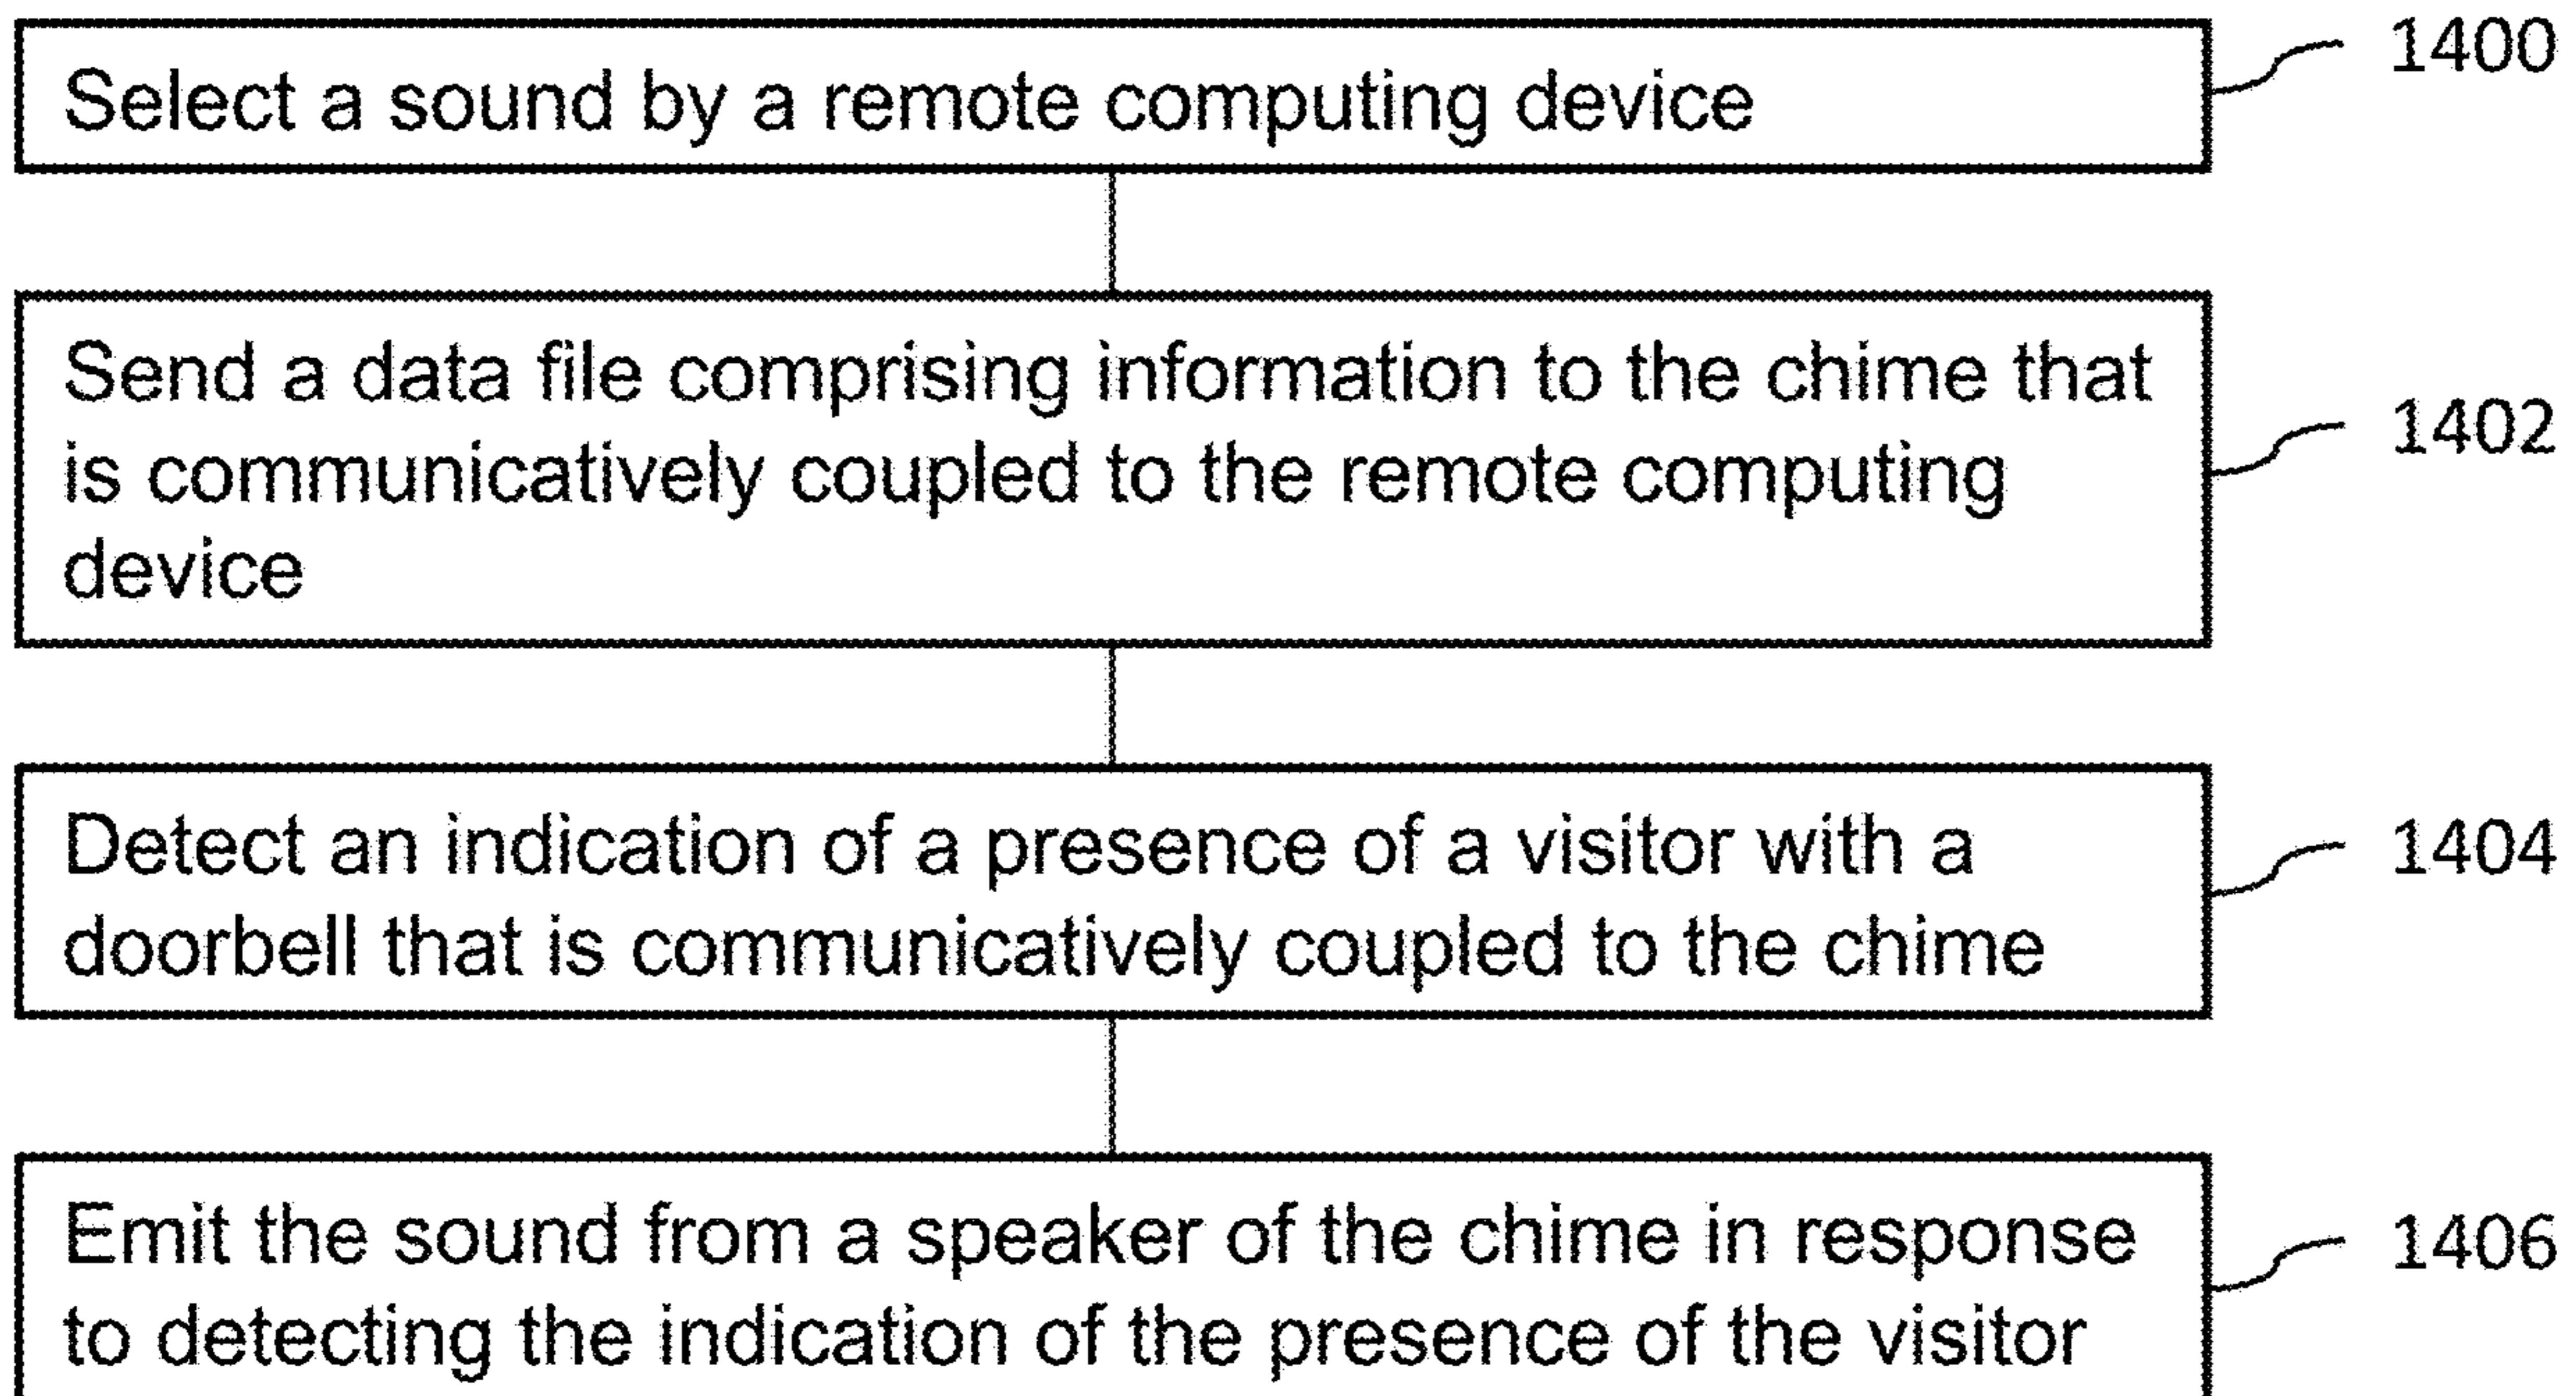 Select a sound by a remote computing device
1400
Send a data file comprising information to the chime that
is communicatively coupled to the remote computing
device
1402
Detect an indication of a presence of a visitor with a
doorbell that is communicatively coupled to the chime
1404
Emit the sound from a speaker of the chime in response
to detecting the indication of the presence of the visitor
1406